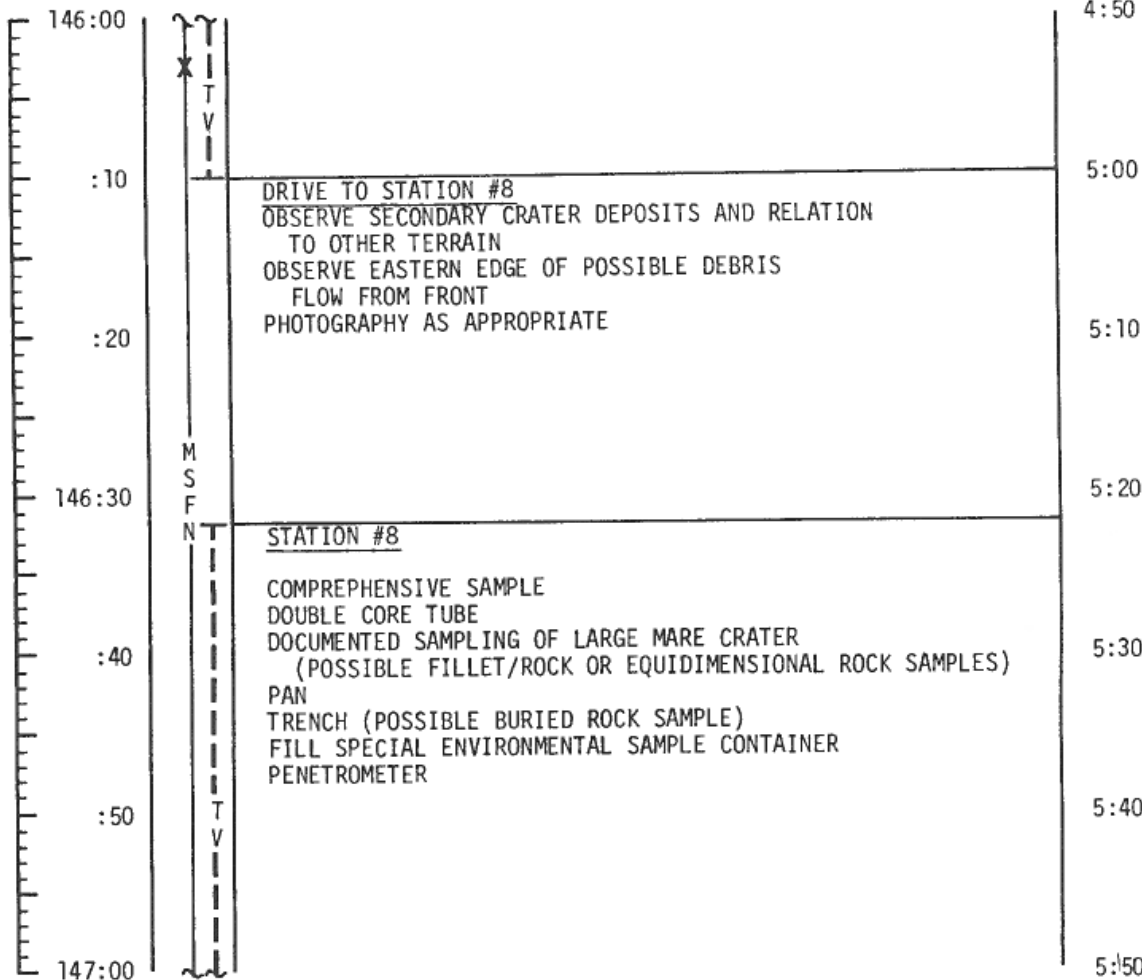 146:00 4:50
X
TV
:10 5:00
DRIVE TO STATION #8
OBSERVE SECONDARY CRATER DEPOSITS AND RELATION
TO OTHER TERRAIN
OBSERVE EASTERN EDGE OF POSSIBLE DEBRIS
FLOW FROM FRONT
PHOTOGRAPHY AS APPROPRIATE
:20 5:10
MSFN
146:30 5:20
STATION #8
COMPREPHENSIVE SAMPLE
DOUBLE CORE TUBE
DOCUMENTED SAMPLING OF LARGE MARE CRATER
:40 5:30
(POSSIBLE FILLET/ROCK OR EQUIDIMENSIONAL ROCK SAMPLES)
PAN
TRENCH (POSSIBLE BURIED ROCK SAMPLE)
FILL SPECIAL ENVIRONMENTAL SAMPLE CONTAINER
PENETROMETER
:50 5:40
TV
147:00 5:50